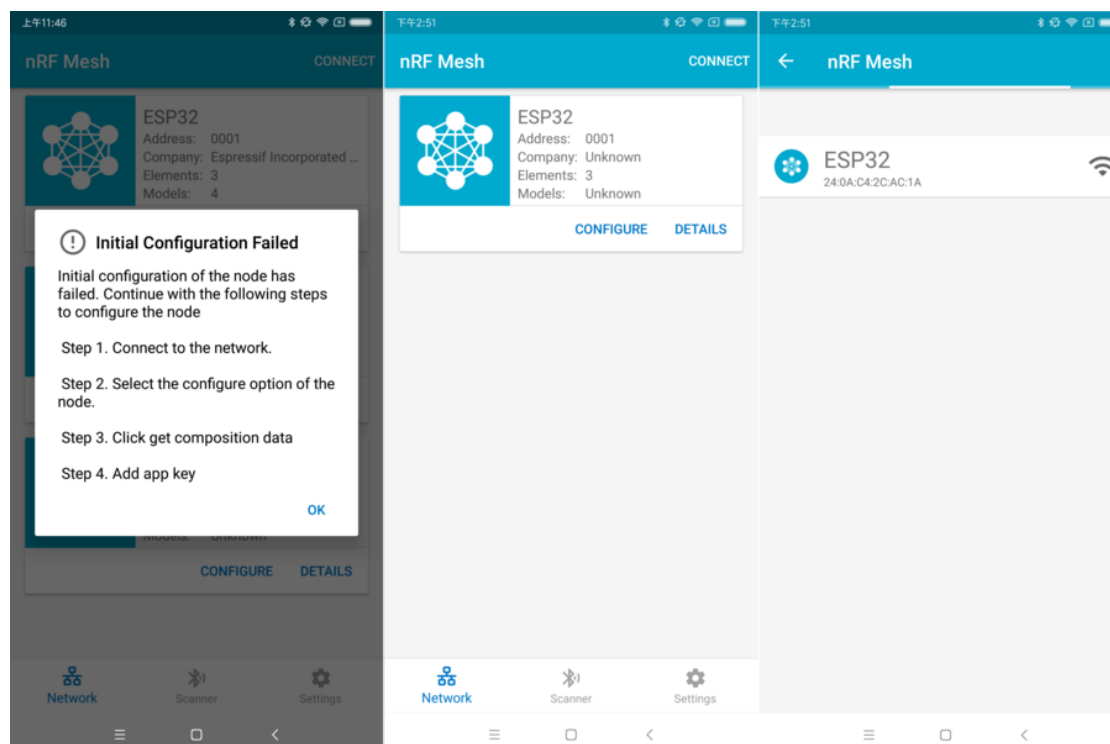 上午11:46
nRF Mesh
CONNECT
ESP32
Address: 0001
Company: Espressif Incorporated ...
Elements: 3
Models: 4
Initial Configuration Failed
Initial configuration of the node has
failed. Continue with the following steps
to configure the node
Step 1. Connect to the network.
Step 2. Select the configure option of the
node.
Step 3. Click get composition data
Step 4. Add app key
OK
Models: Unknown
CONFIGURE DETAILS
Network Scanner Settings
下午2:51
nRF Mesh
CONNECT
ESP32
Address: 0001
Company: Unknown
Elements: 3
Models: Unknown
CONFIGURE DETAILS
Network Scanner Settings
下午2:51
nRF Mesh
ESP32
24:0A:C4:2C:AC:1A